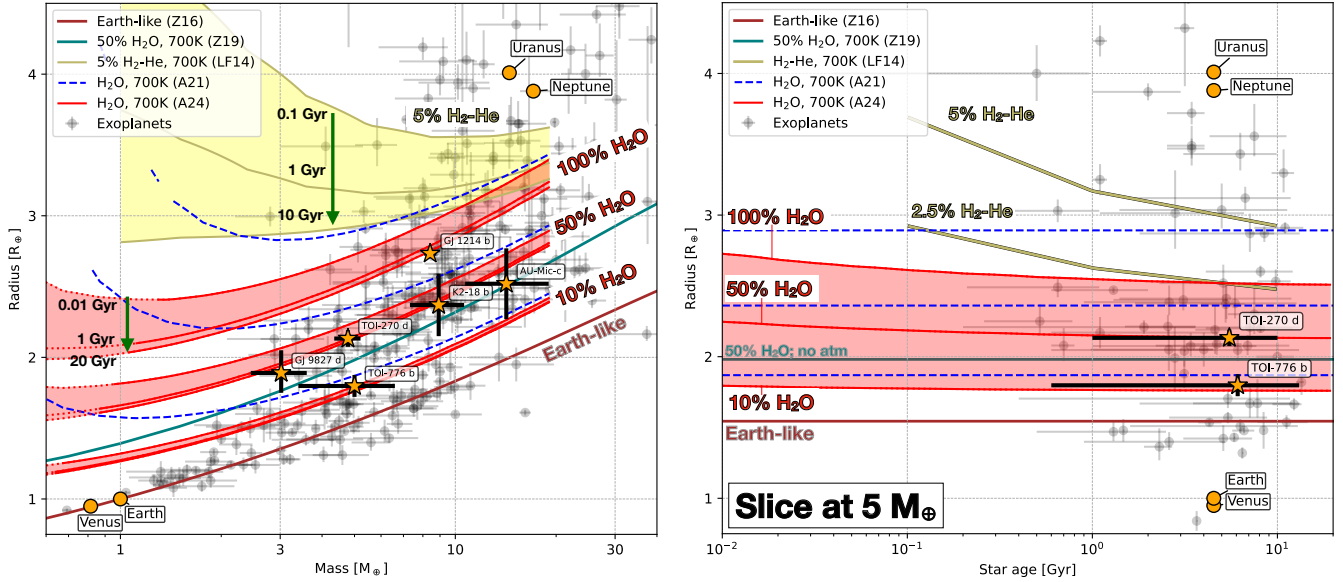 Earth-like (Z16)
50% H₂O, 700K (Z19)
5% H₂-He, 700K (LF14)
H₂O, 700K (A21)
H₂O, 700K (A24)
Exoplanets
Uranus
Neptune
0.1 Gyr
5% H₂-He
1 Gyr
10 Gyr
100% H₂O
50% H₂O
10% H₂O
Earth-like
GJ 1214 b
AU-Mic-c
K2-18 b
TOI-270 d
GJ 9827 d
TOI-776 b
0.01 Gyr
1 Gyr
20 Gyr
Venus
Earth
4
3
2
1
Radius [R⊕]
1
3
10
30
Mass [M⊕]
Earth-like (Z16)
50% H₂O, 700K (Z19)
H₂-He, 700K (LF14)
H₂O, 700K (A21)
H₂O, 700K (A24)
Exoplanets
Uranus
Neptune
5% H₂-He
2.5% H₂-He
100% H₂O
50% H₂O
TOI-270 d
50% H₂O; no atm
TOI-776 b
10% H₂O
Earth-like
Earth
Venus
Slice at 5 M⊕
4
3
2
1
Radius [R⊕]
10⁻²
10⁻¹
10⁰
10¹
Star age [Gyr]